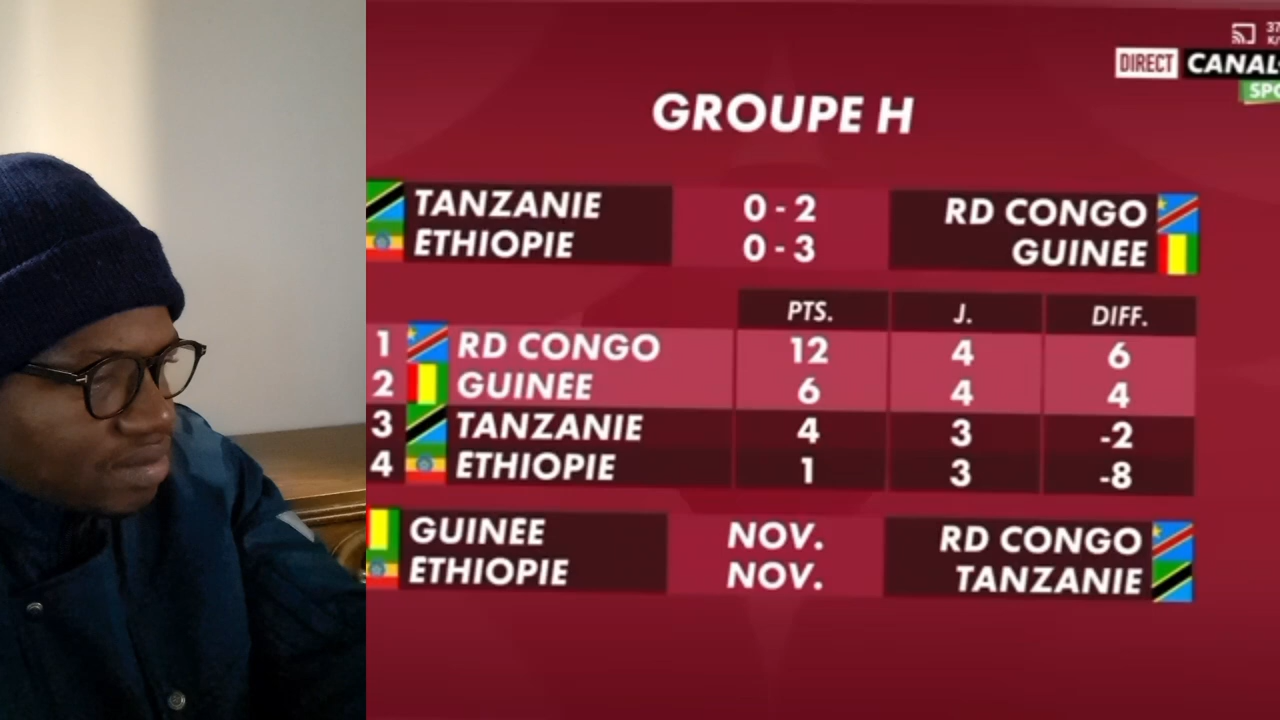 37
K/
DIRECT CANAL+
SPO
GROUPE H
TANZANIE 0 - 2 RD CONGO
ETHIOPIE 0 - 3 GUINEE
PTS. J. DIFF.
1 RD CONGO 12 4 6
2 GUINEE 6 4 4
3 TANZANIE 4 3 -2
4 ETHIOPIE 1 3 -8
GUINEE NOV. RD CONGO
ETHIOPIE NOV. TANZANIE